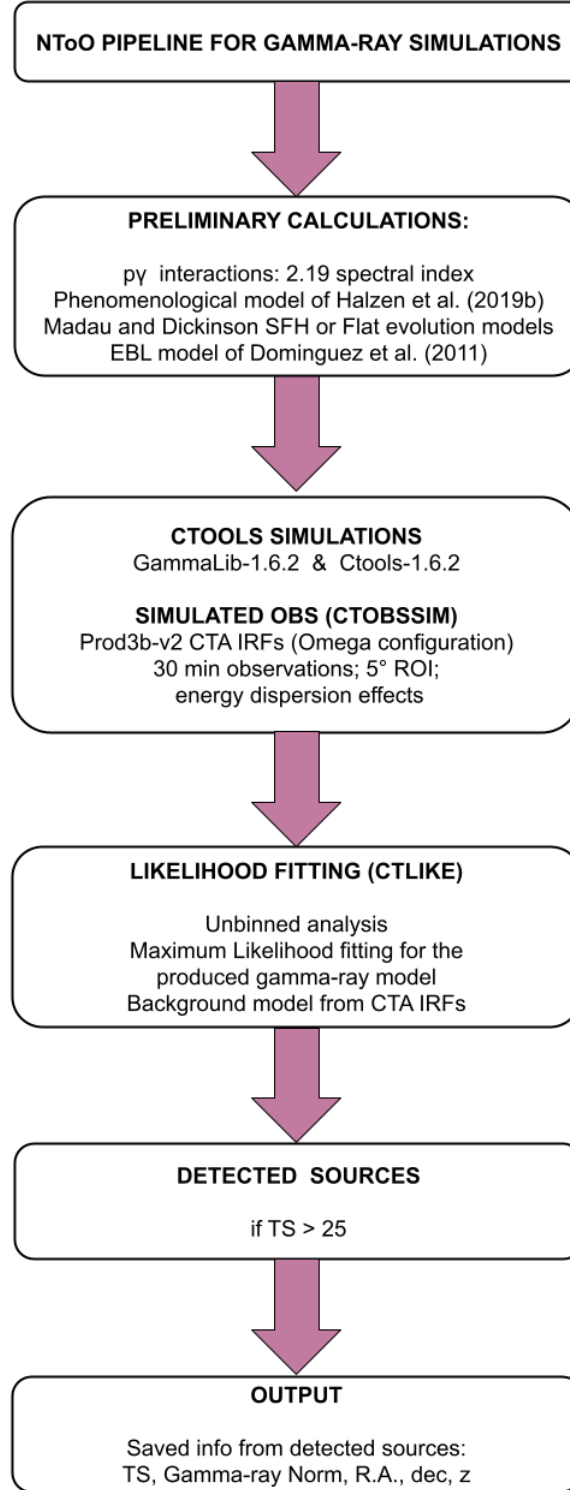 NToO PIPELINE FOR GAMMA-RAY SIMULATIONS
PRELIMINARY CALCULATIONS:
pγ interactions: 2.19 spectral index
Phenomenological model of Halzen et al. (2019b)
Madau and Dickinson SFH or Flat evolution models
EBL model of Dominguez et al. (2011)
CTOOLS SIMULATIONS
GammaLib-1.6.2 & Ctools-1.6.2
SIMULATED OBS (CTOBSSIM)
Prod3b-v2 CTA IRFs (Omega configuration)
30 min observations; 5° ROI;
energy dispersion effects
LIKELIHOOD FITTING (CTLIKE)
Unbinned analysis
Maximum Likelihood fitting for the
produced gamma-ray model
Background model from CTA IRFs
DETECTED SOURCES
if TS > 25
OUTPUT
Saved info from detected sources:
TS, Gamma-ray Norm, R.A., dec, z